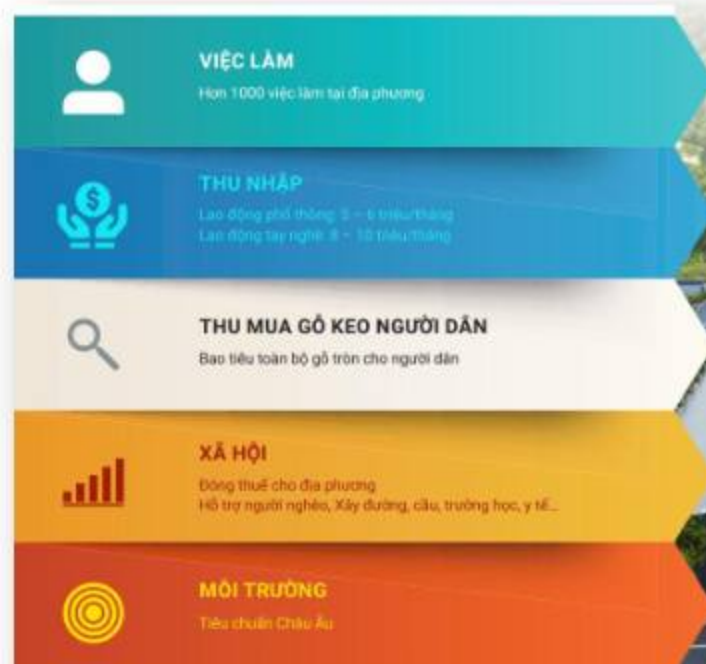 VIỆC LÀM
Hơn 1000 việc làm tại địa phương
THU NHẬP
Lao động phổ thông: 5 – 6 triệu/tháng
Lao động tay nghề: 8 – 10 triệu/tháng
THU MUA GỖ KEO NGƯỜI DÂN
Bao tiêu toàn bộ gỗ tròn cho người dân
XÃ HỘI
Đóng thuế cho địa phương
Hỗ trợ người nghèo, Xây đường, cầu, trường học, y tế...
MÔI TRƯỜNG
Tiêu chuẩn Châu Âu